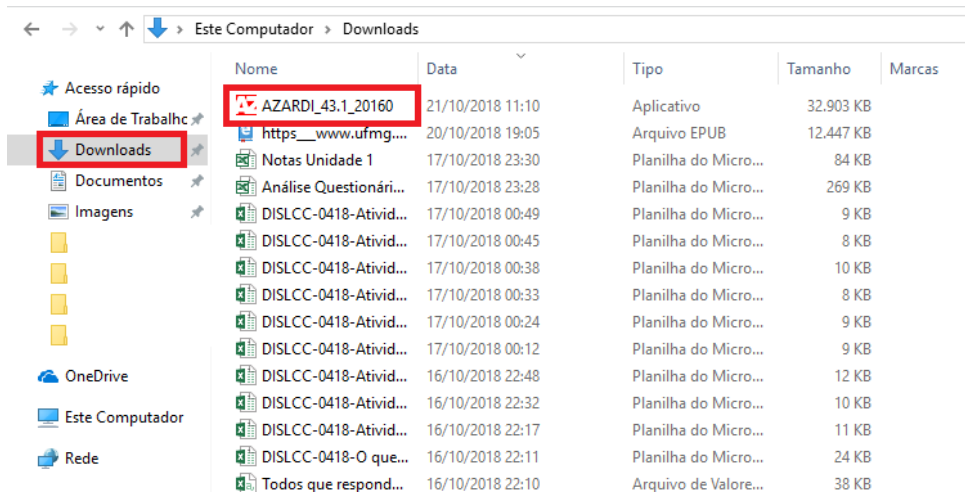 Este Computador > Downloads
Nome Data Tipo Tamanho Marcas
Acesso rápido
Área de Trabalhc
Downloads
Documentos
Imagens
OneDrive
Este Computador
Rede
AZARDI_43.1_20160 21/10/2018 11:10 Aplicativo 32.903 KB
https__www.ufmg.... 20/10/2018 19:05 Arquivo EPUB 12.447 KB
Notas Unidade 1 17/10/2018 23:30 Planilha do Micro... 84 KB
Análise Questionári... 17/10/2018 23:28 Planilha do Micro... 269 KB
DISLCC-0418-Ativid... 17/10/2018 00:49 Planilha do Micro... 9 KB
DISLCC-0418-Ativid... 17/10/2018 00:45 Planilha do Micro... 8 KB
DISLCC-0418-Ativid... 17/10/2018 00:38 Planilha do Micro... 10 KB
DISLCC-0418-Ativid... 17/10/2018 00:33 Planilha do Micro... 8 KB
DISLCC-0418-Ativid... 17/10/2018 00:24 Planilha do Micro... 9 KB
DISLCC-0418-Ativid... 17/10/2018 00:12 Planilha do Micro... 9 KB
DISLCC-0418-Ativid... 16/10/2018 22:48 Planilha do Micro... 12 KB
DISLCC-0418-Ativid... 16/10/2018 22:32 Planilha do Micro... 10 KB
DISLCC-0418-Ativid... 16/10/2018 22:17 Planilha do Micro... 11 KB
DISLCC-0418-O que... 16/10/2018 22:11 Planilha do Micro... 24 KB
Todos que respond... 16/10/2018 22:10 Arquivo de Valore... 38 KB